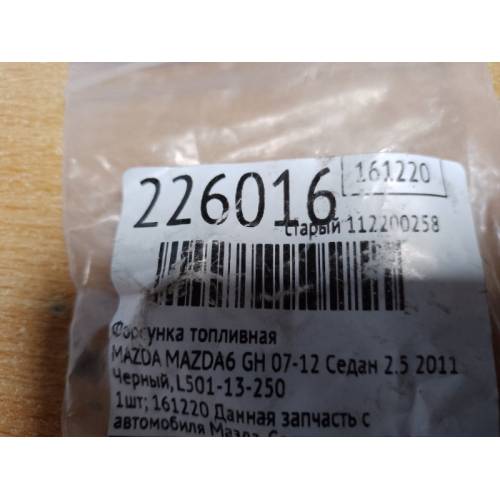 226016
161220
старый 112200258
Форсунка топливная
MAZDA MAZDA6 GH 07-12 Седан 2.5 2011
Черный, L501-13-250
1шт; 161220 Данная запчасть с
автомобиля Мазда